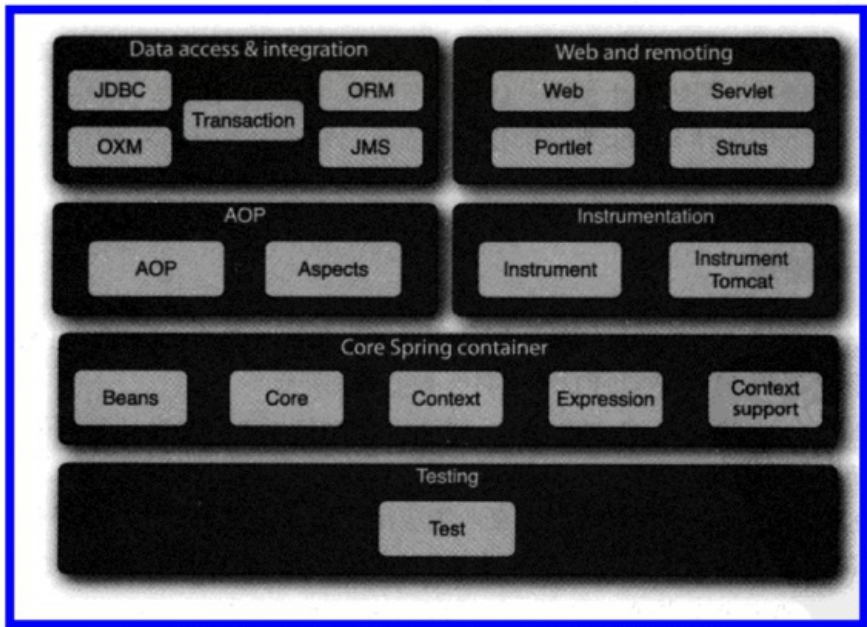 Data access & integration
JDBC
ORM
Transaction
OXM
JMS
Web and remoting
Web
Servlet
Portlet
Struts
AOP
AOP
Aspects
Instrumentation
Instrument
Instrument
Tomcat
Core Spring container
Beans
Core
Context
Expression
Context
support
Testing
Test